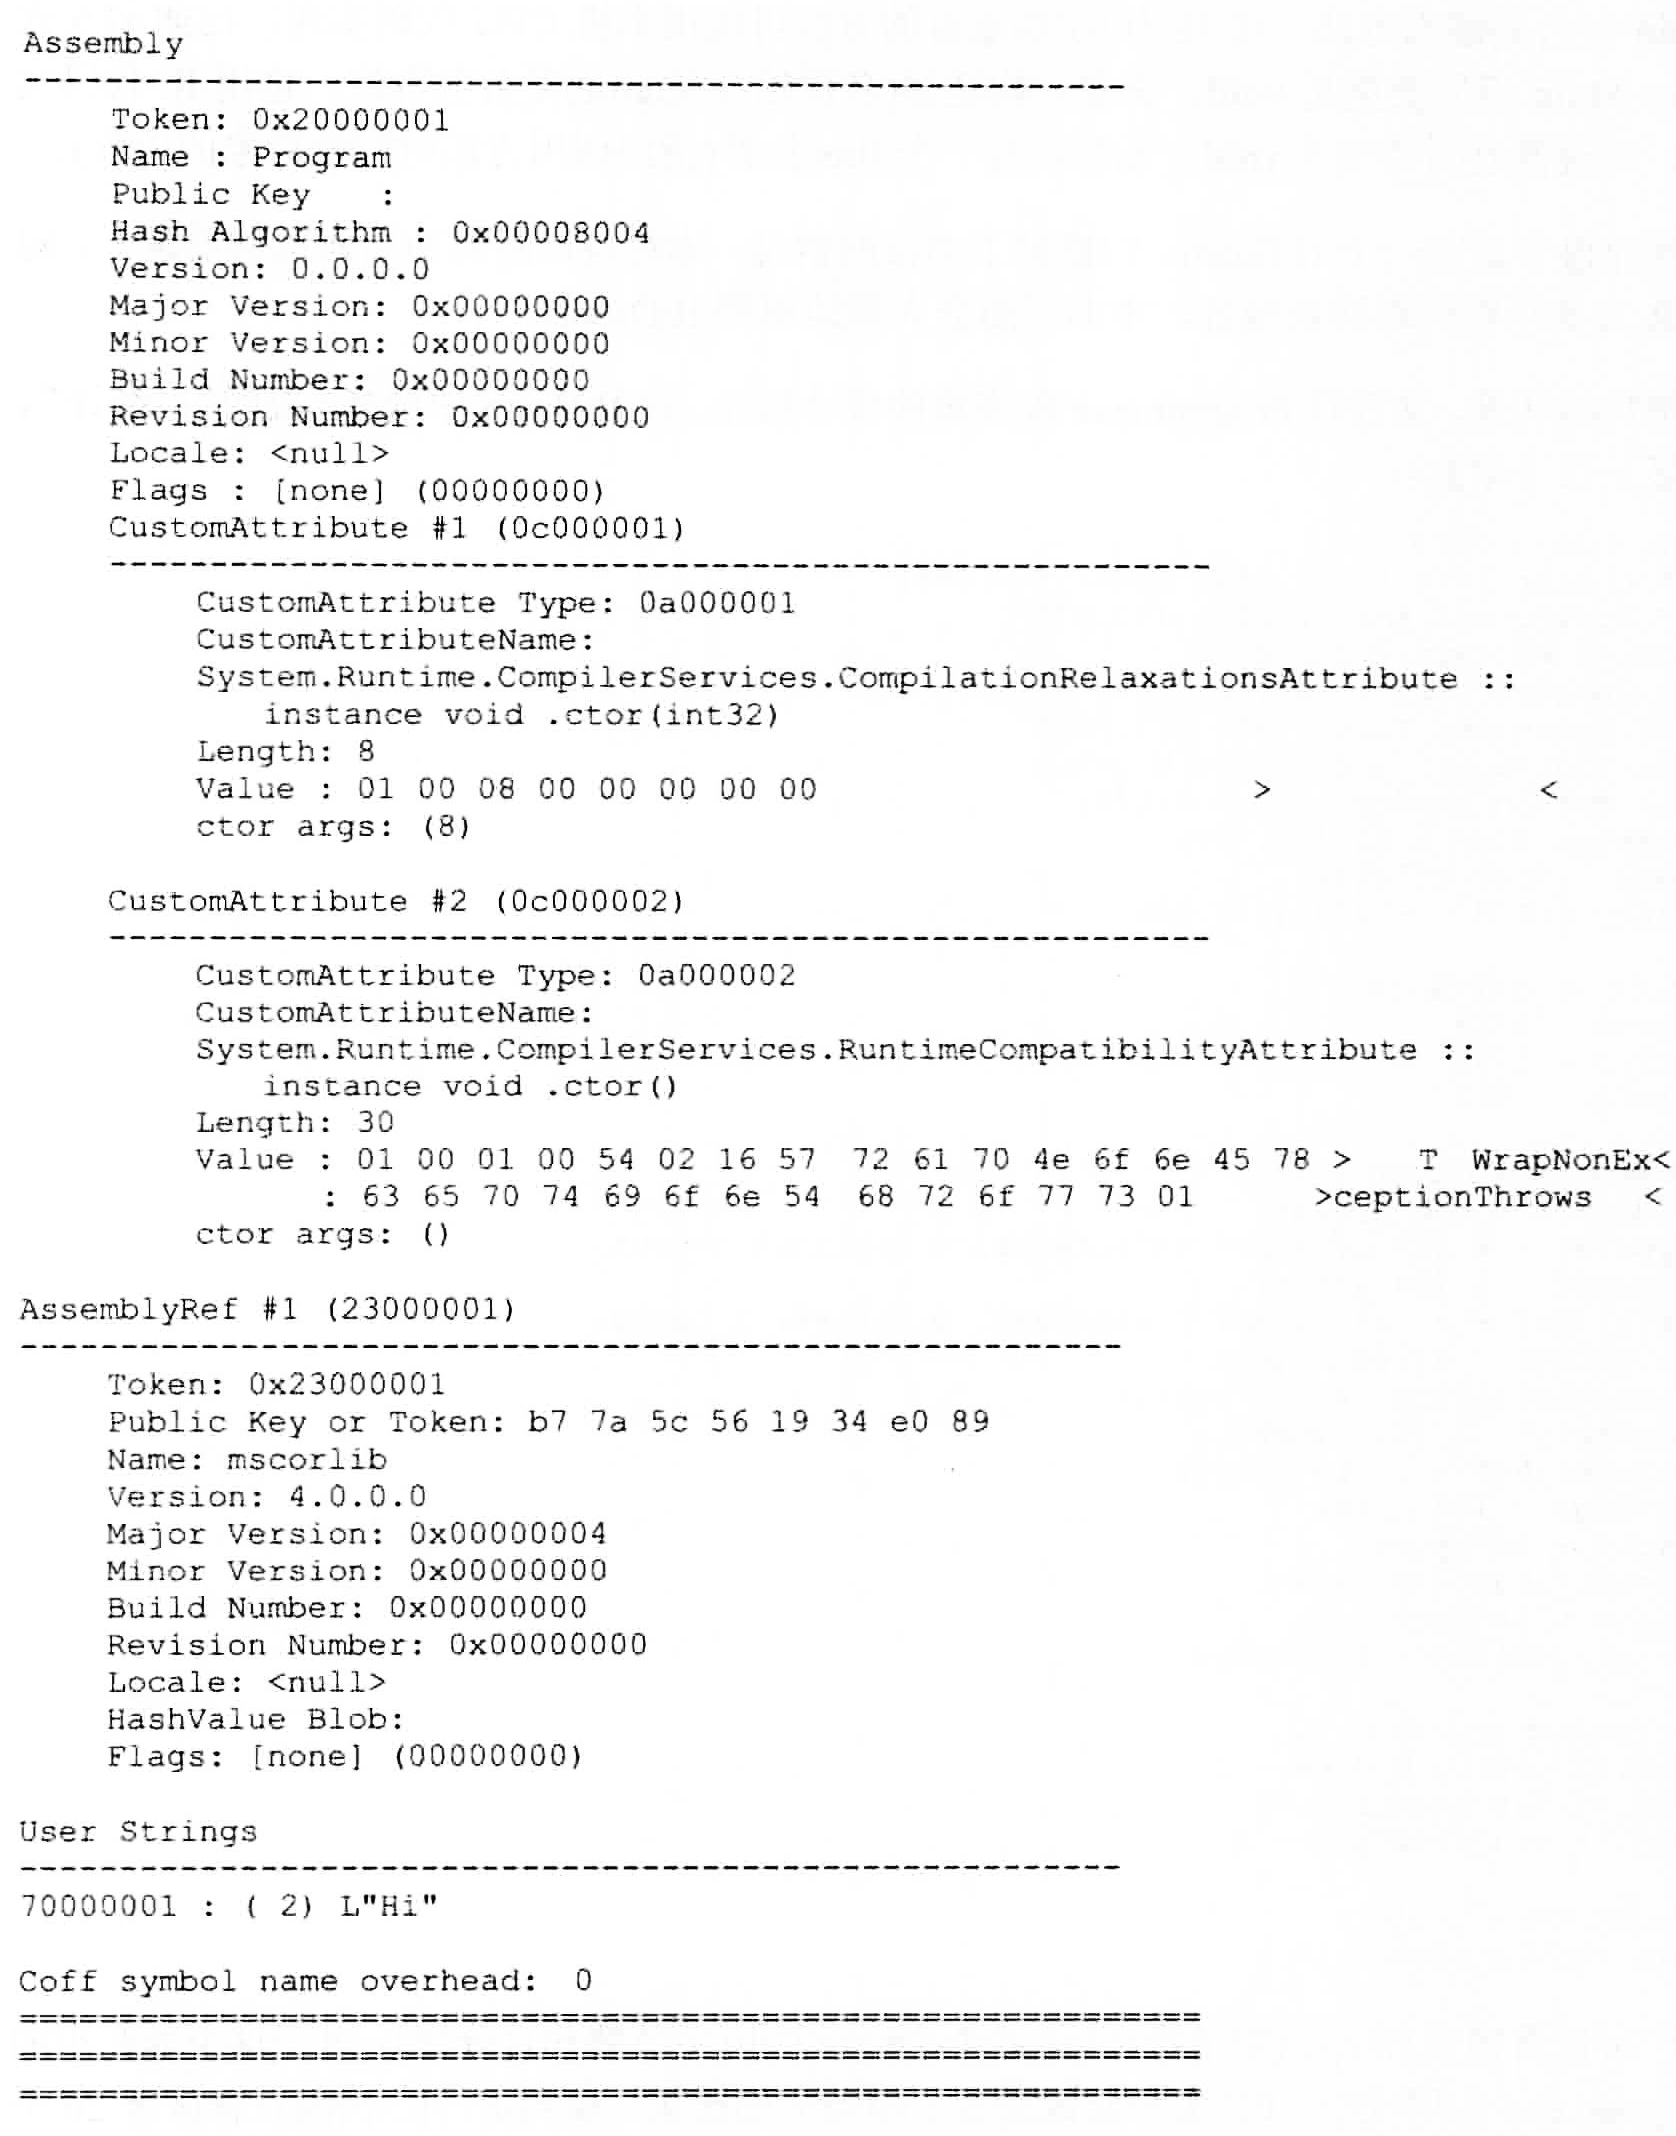 Assembly
-------------------------------------------------------
Token: 0x20000001
Name : Program
Public Key    :
Hash Algorithm : 0x00008004
Version: 0.0.0.0
Major Version: 0x00000000
Minor Version: 0x00000000
Build Number: 0x00000000
Revision Number: 0x00000000
Locale: <null>
Flags : [none] (00000000)
CustomAttribute #1 (0c000001)
-------------------------------------------------------
CustomAttribute Type: 0a000001
CustomAttributeName:
System.Runtime.CompilerServices.CompilationRelaxationsAttribute ::
instance void .ctor(int32)
Length: 8
Value : 01 00 08 00 00 00 00 00                      >              <
ctor args: (8)
CustomAttribute #2 (0c000002)
-------------------------------------------------------
CustomAttribute Type: 0a000002
CustomAttributeName:
System.Runtime.CompilerServices.RuntimeCompatibilityAttribute ::
instance void .ctor()
Length: 30
Value : 01 00 01 00 54 02 16 57  72 61 70 4e 6f 6e 45 78 >    T  WrapNonEx<
: 63 65 70 74 69 6f 6e 54  68 72 6f 77 73 01      >ceptionThrows   <
ctor args: ()
AssemblyRef #1 (23000001)
-------------------------------------------------------
Token: 0x23000001
Public Key or Token: b7 7a 5c 56 19 34 e0 89
Name: mscorlib
Version: 4.0.0.0
Major Version: 0x00000004
Minor Version: 0x00000000
Build Number: 0x00000000
Revision Number: 0x00000000
Locale: <null>
HashValue Blob:
Flags: [none] (00000000)
User Strings
-------------------------------------------------------
70000001 : ( 2) L"Hi"
Coff symbol name overhead:  0
===========================================================
===========================================================
===========================================================